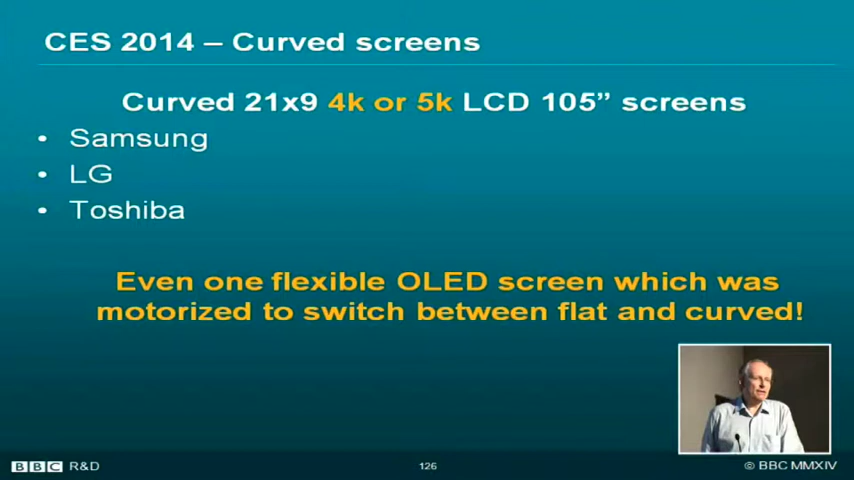 CES 2014 – Curved screens
Curved 21x9 4k or 5k LCD 105” screens
• Samsung
• LG
• Toshiba
Even one flexible OLED screen which was
motorized to switch between flat and curved!
BBC R&D
126
© BBC MMXIV